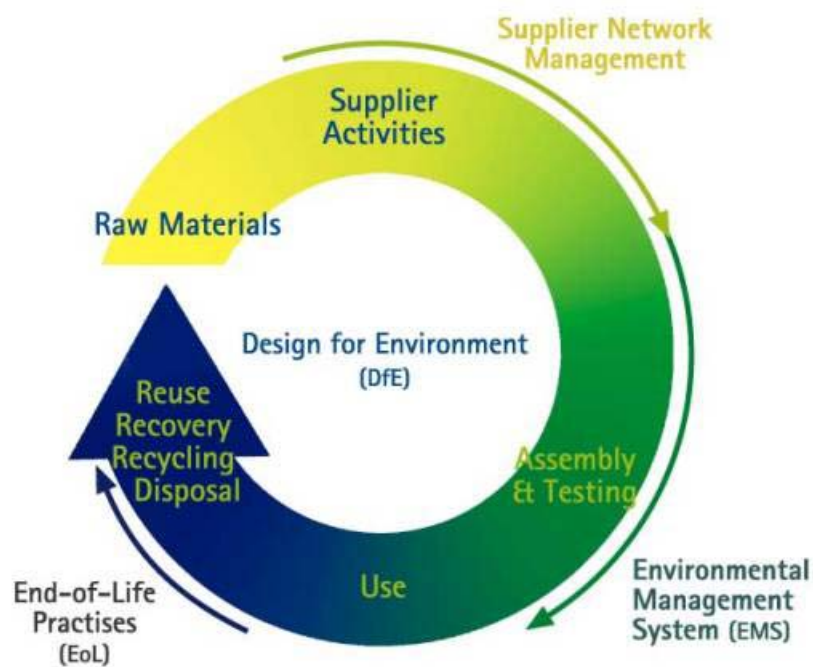 Supplier Network
Management
Supplier
Activities
Raw Materials
Design for Environment
(DfE)
Reuse
Recovery
Recycling
Disposal
Assembly
& Testing
Use
End-of-Life
Practises
(EoL)
Environmental
Management
System (EMS)